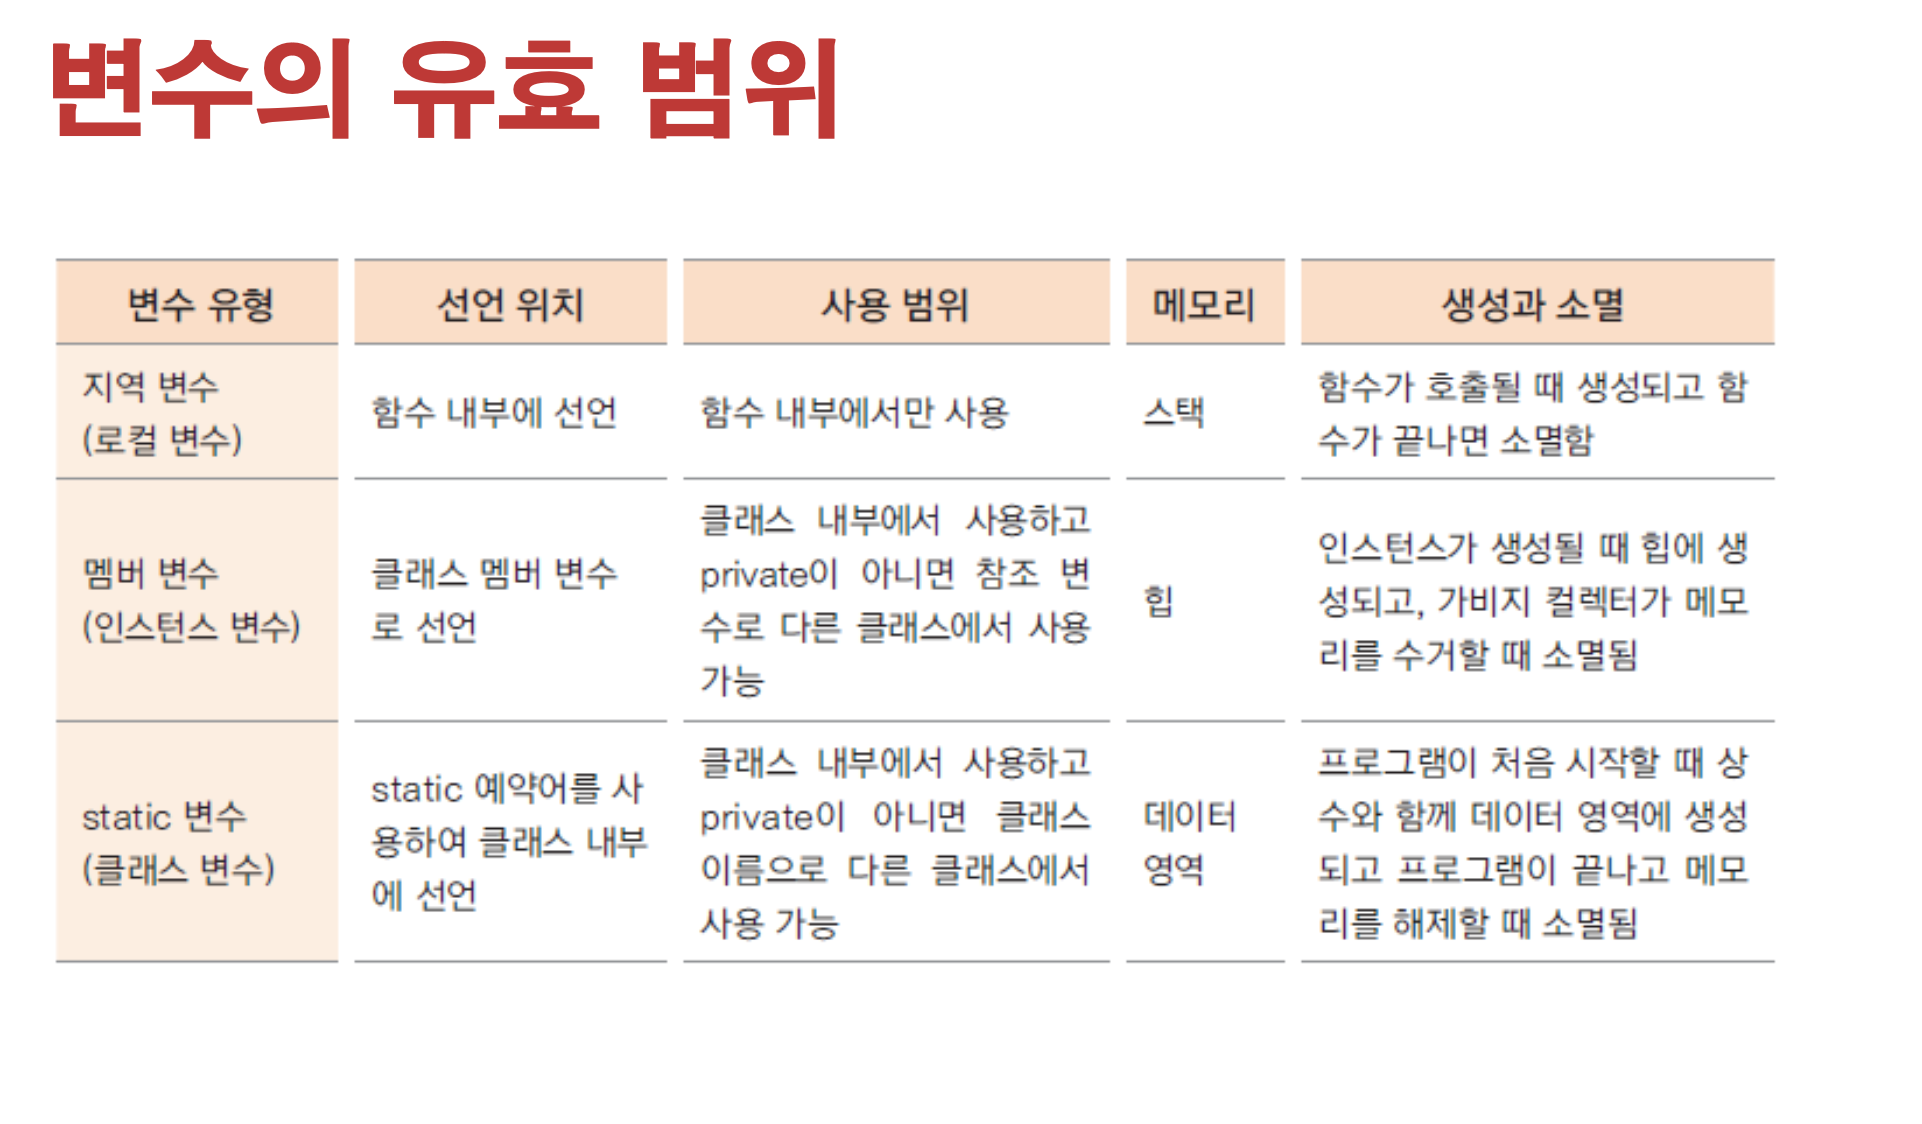 변수의 유효 범위
변수 유형
선언 위치
사용 범위
메모리
생성과 소멸
지역 변수
(로컬 변수)
함수 내부에 선언
함수 내부에서만 사용
스택
함수가 호출될 때 생성되고 함
수가 끝나면 소멸함
멤버 변수
(인스턴스 변수)
클래스 멤버 변수
로 선언
클래스 내부에서 사용하고
private이 아니면 참조 변
수로 다른 클래스에서 사용
가능
힙
인스턴스가 생성될 때 힙에 생
성되고, 가비지 컬렉터가 메모
리를 수거할 때 소멸됨
static 변수
(클래스 변수)
static 예약어를 사
용하여 클래스 내부
에 선언
클래스 내부에서 사용하고
private이 아니면 클래스
이름으로 다른 클래스에서
사용 가능
데이터
영역
프로그램이 처음 시작할 때 상
수와 함께 데이터 영역에 생성
되고 프로그램이 끝나고 메모
리를 해제할 때 소멸됨